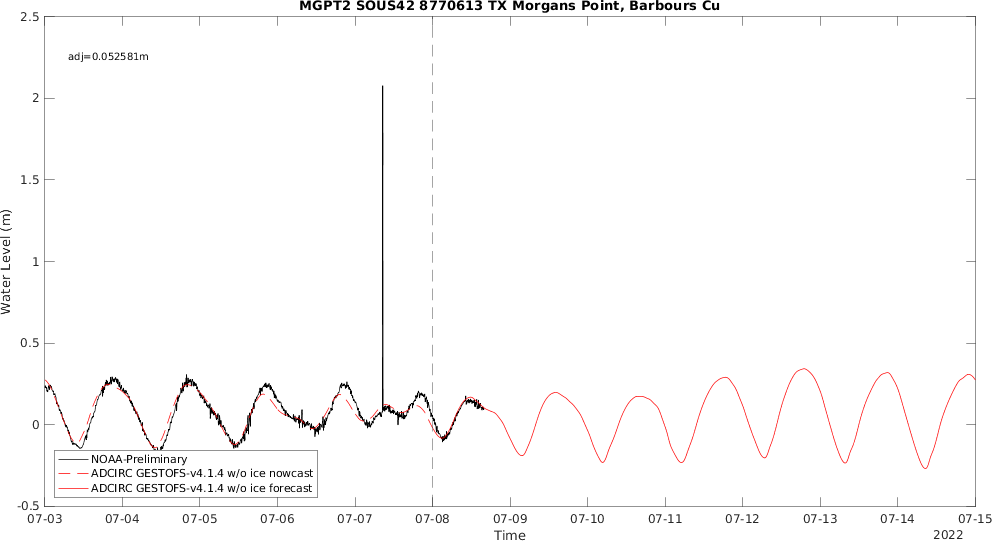 MGPT2 SOUS42 8770613 TX Morgans Point, Barbours Cu
adj=0.052581m
Water Level (m)
2.5
2
1.5
1
0.5
0
-0.5
NOAA-Preliminary
ADCIRC GESTOFS-v4.1.4 w/o ice nowcast
ADCIRC GESTOFS-v4.1.4 w/o ice forecast
07-03 07-04 07-05 07-06 07-07 07-08 07-09 07-10 07-11 07-12 07-13 07-14 07-15
Time
2022